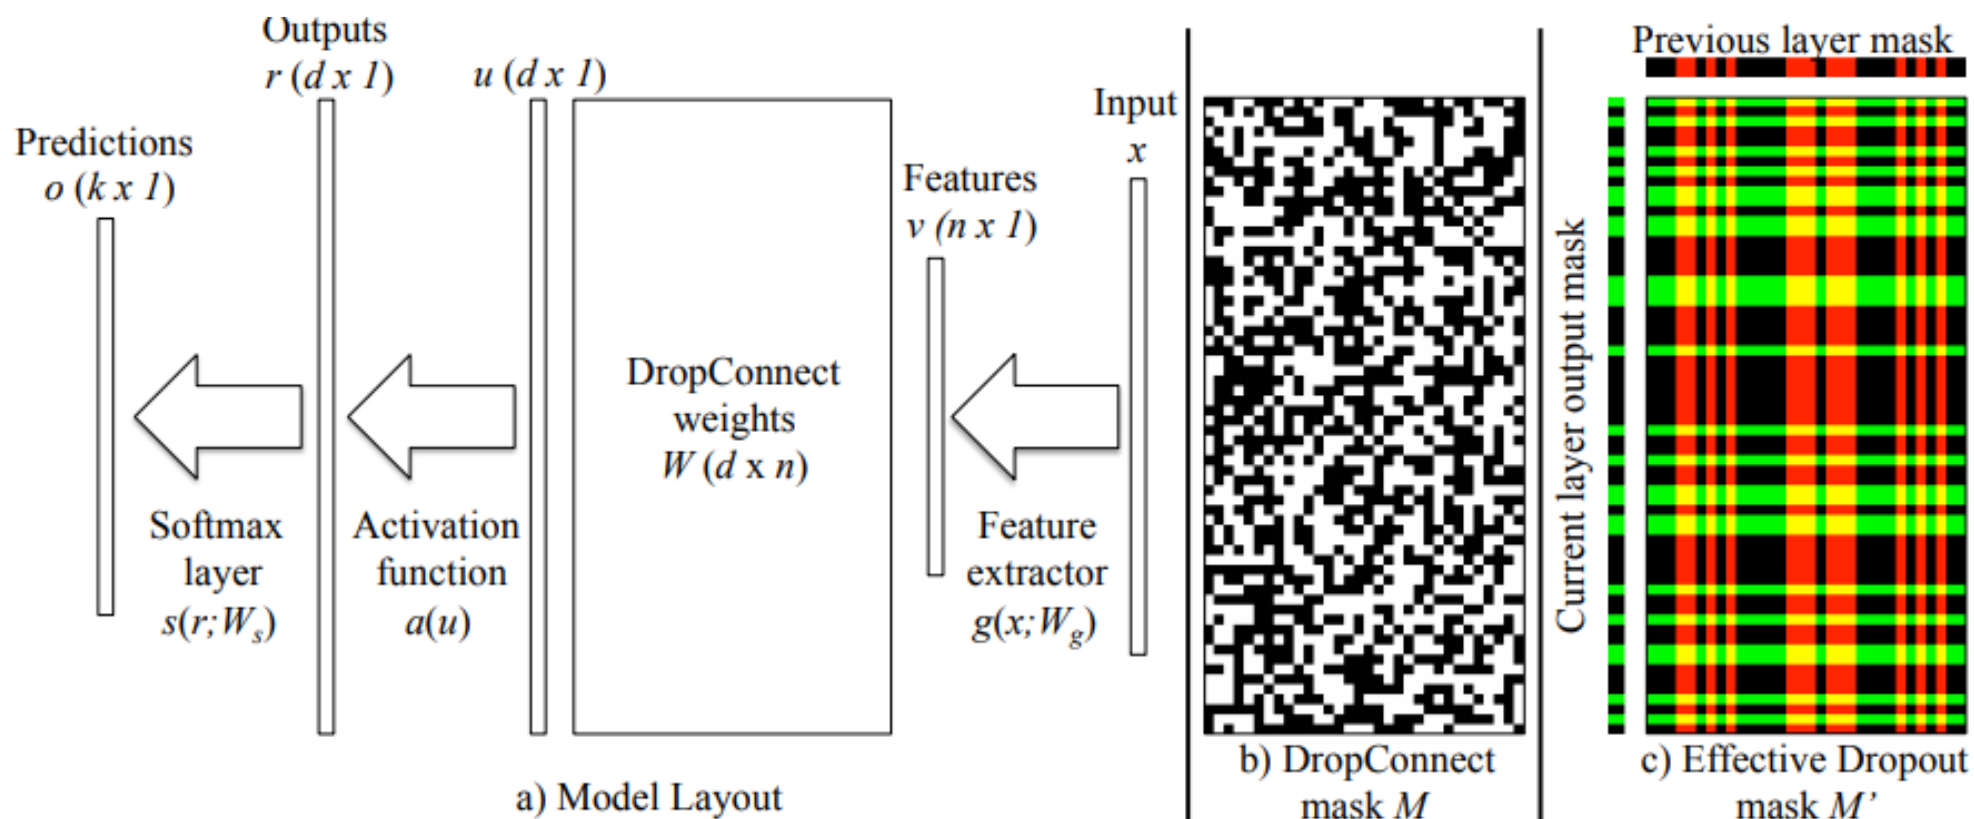 Outputs
r (d x 1)
u (d x 1)
Predictions
o (k x 1)
DropConnect
weights
W (d x n)
Features
v (n x 1)
Input
x
Softmax
layer
s(r;Ws)
Activation
function
a(u)
Feature
extractor
g(x;Wg)
a) Model Layout
b) DropConnect
mask M
Previous layer mask
Current layer output mask
c) Effective Dropout
mask M’